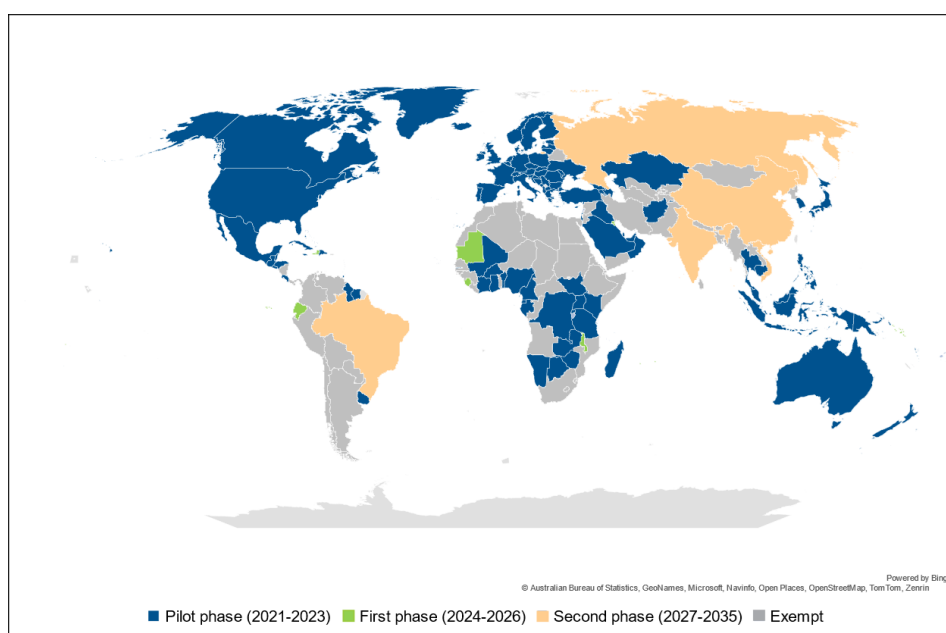 Powered by Bing
© Australian Bureau of Statistics, GeoNames, Microsoft, Navinfo, Open Places, OpenStreetMap, TomTom, Zenrin
Pilot phase (2021-2023) First phase (2024-2026) Second phase (2027-2035) Exempt